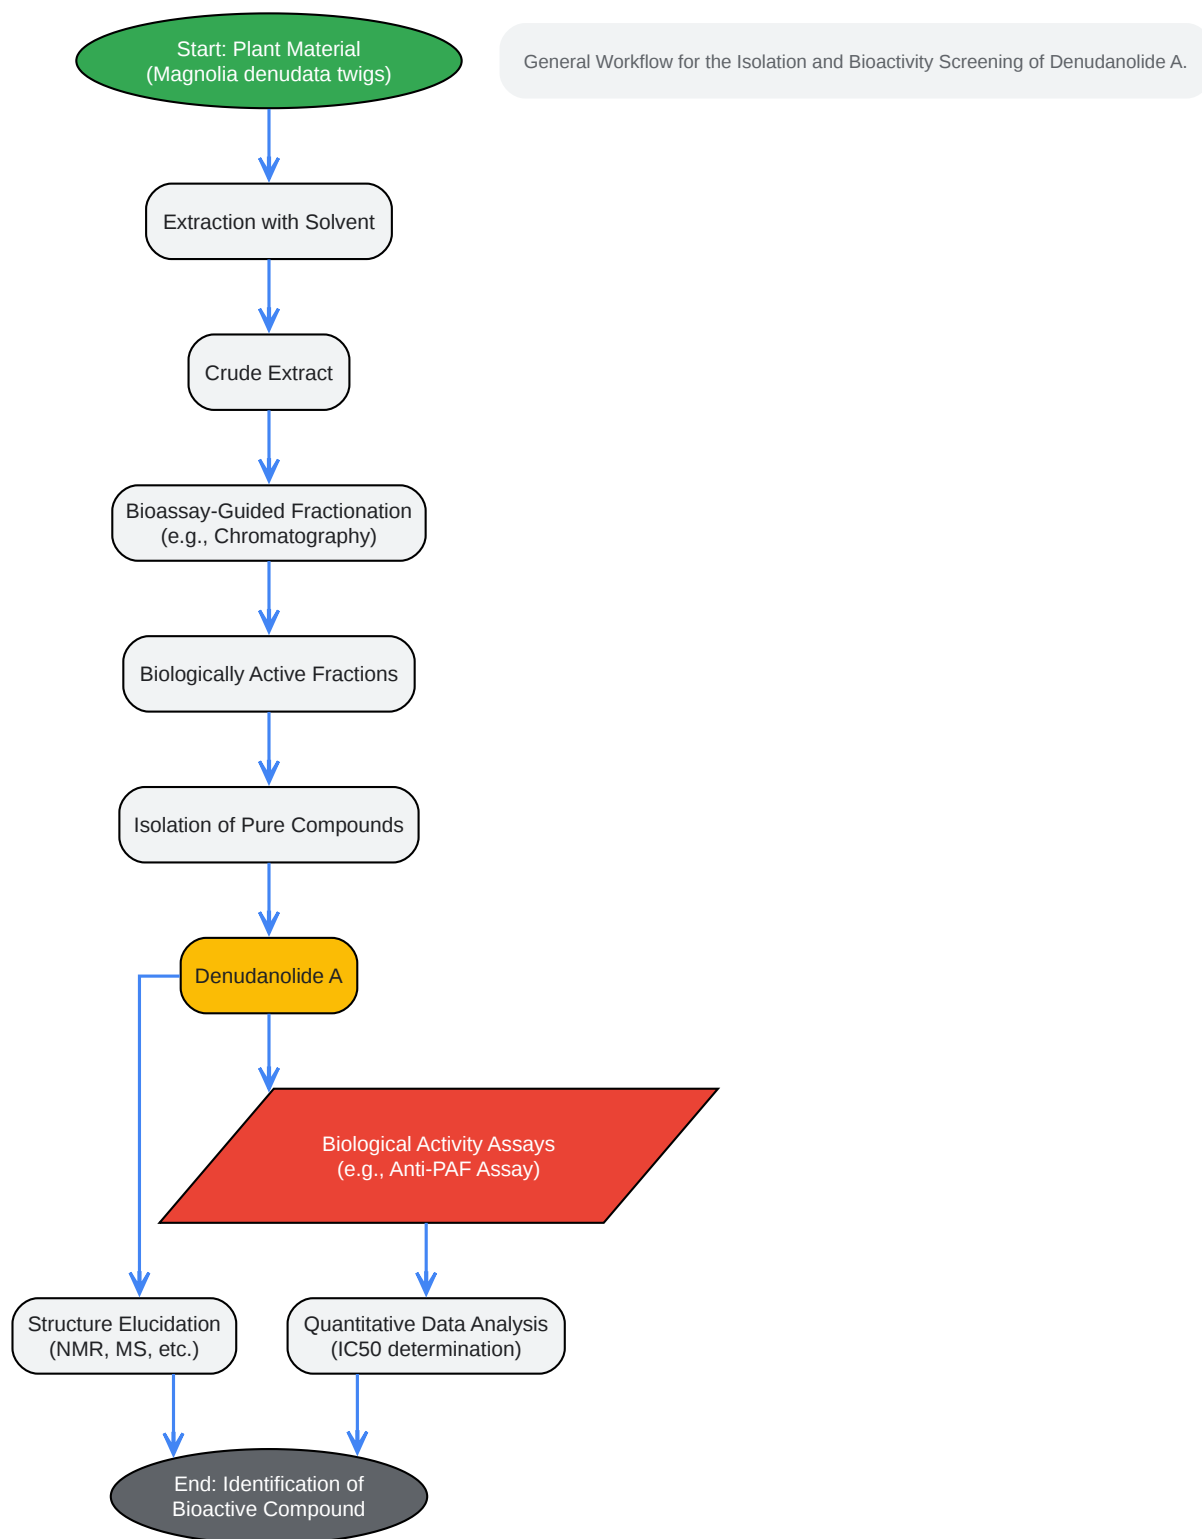 Start: Plant Material
(Magnolia denudata twigs)
General Workflow for the Isolation and Bioactivity Screening of Denudanolide A.
Extraction with Solvent
Crude Extract
Bioassay-Guided Fractionation
(e.g., Chromatography)
Biologically Active Fractions
Isolation of Pure Compounds
Denudanolide A
Biological Activity Assays
(e.g., Anti-PAF Assay)
Structure Elucidation
(NMR, MS, etc.)
Quantitative Data Analysis
(IC50 determination)
End: Identification of
Bioactive Compound